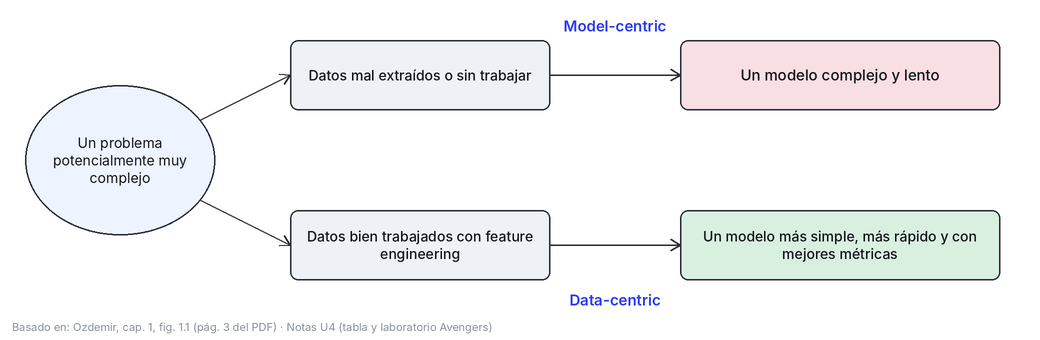 Model-centric
Datos mal extraídos o sin trabajar
Un modelo complejo y lento
Un problema
potencialmente muy
complejo
Datos bien trabajados con feature
engineering
Un modelo más simple, más rápido y con
mejores métricas
Data-centric
Basado en: Ozdemir, cap. 1, fig. 1.1 (pág. 3 del PDF) · Notas U4 (tabla y laboratorio Avengers)